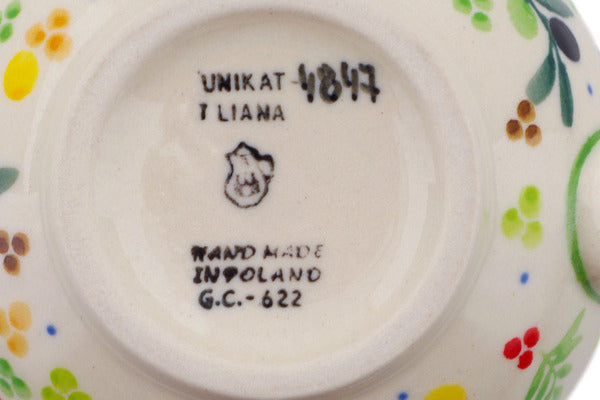 UNIKAT-4847
T LIANA
HAND MADE
IN POLAND
G.C.-622